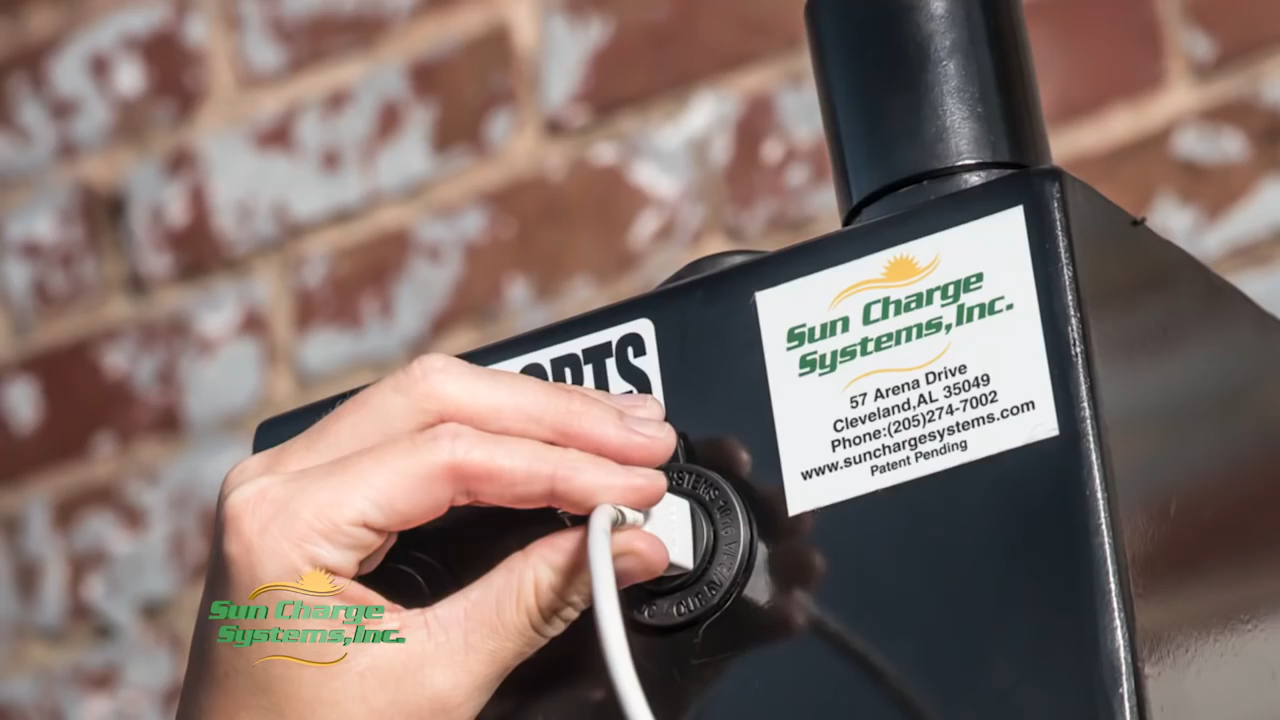 Sun Charge
Systems,Inc.
57 Arena Drive
Cleveland,AL 35049
Phone:(205)274-7002
www.sunchargesystems.com
Patent Pending
Sun Charge
Systems,Inc.